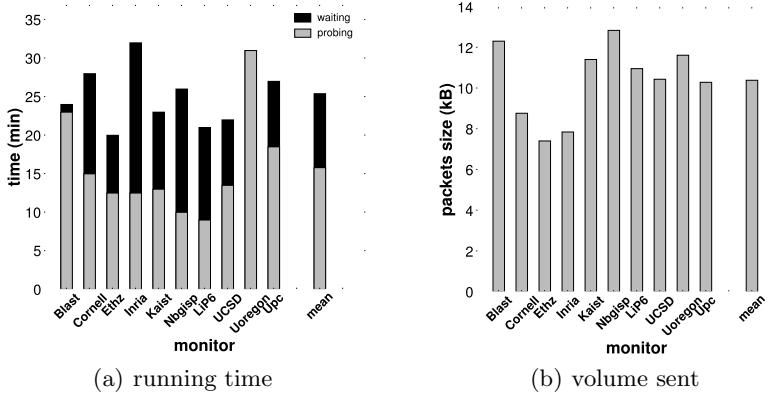 waiting
probing
time (min)
35
30
25
20
15
10
5
0
Blast
Cornell
Ethz
Inria
Kaist
Nbgisp
LiP6
UCSD
Uoregon
Upc
mean
monitor
(a) running time
packets size (kB)
14
12
10
8
6
4
2
0
Blast
Cornell
Ethz
Inria
Kaist
Nbgisp
LiP6
UCSD
Uoregon
Upc
mean
monitor
(b) volume sent